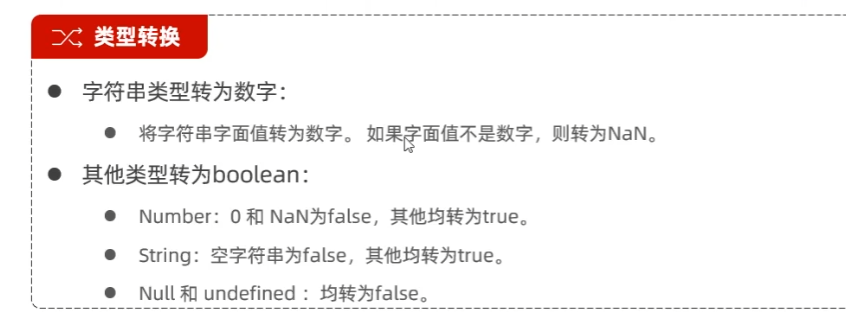 类型转换
字符串类型转为数字：
将字符串字面值转为数字。 如果字面值不是数字，则转为NaN。
其他类型转为boolean：
Number：0 和 NaN为false，其他均转为true。
String：空字符串为false，其他均转为true。
Null 和 undefined ：均转为false。